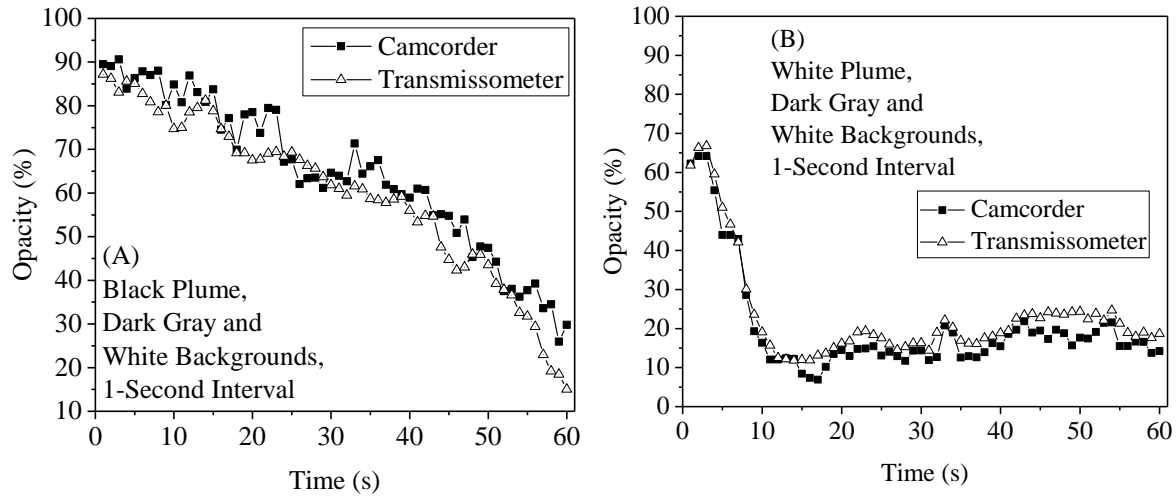 100
90
80
70
60
50
40
30
20
10
Opacity (%)
0 10 20 30 40 50 60
Time (s)
Camcorder
Transmissometer
(A)
Black Plume,
Dark Gray and
White Backgrounds,
1-Second Interval
100
90
80
70
60
50
40
30
20
10
0
Opacity (%)
0 10 20 30 40 50 60
Time (s)
(B)
White Plume,
Dark Gray and
White Backgrounds,
1-Second Interval
Camcorder
Transmissometer